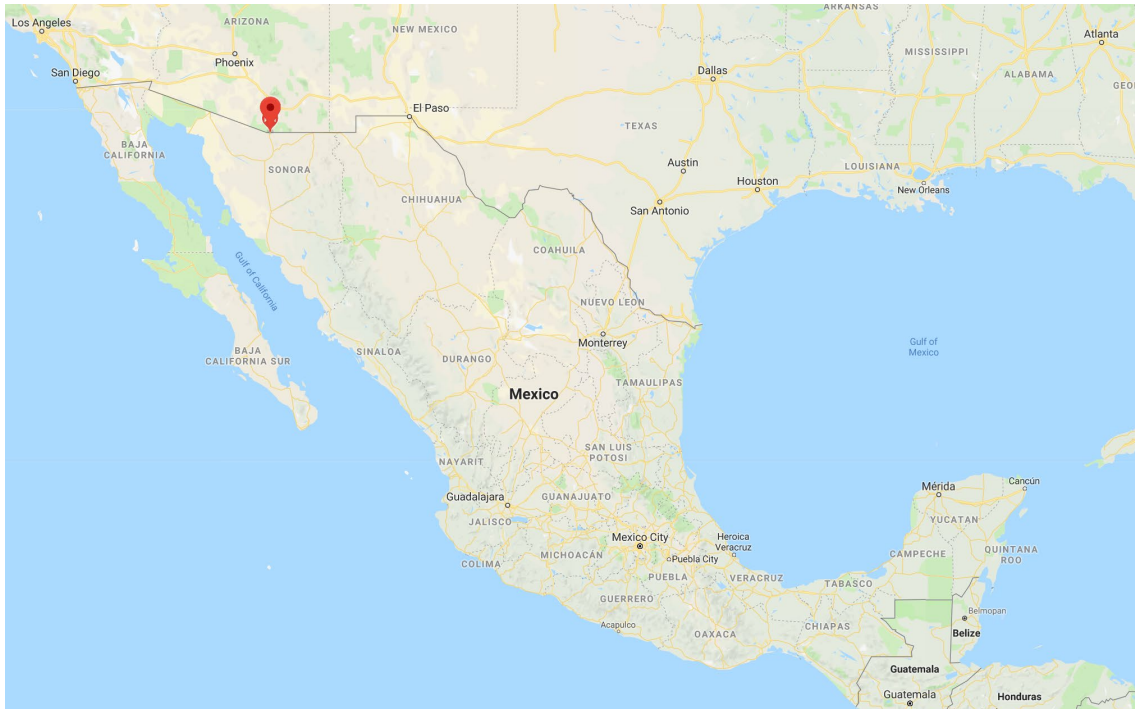 Los Angeles
ARIZONA
ARKANSAS
NEW MEXICO
Atlanta
MISSISSIPPI
Phoenix
San Diego
Dallas
ALABAMA
GEO
El Paso
TEXAS
BAJA
CALIFORNIA
SONORA
Austin
LOUISIANA
Houston
New Orleans
CHIHUAHUA
San Antonio
COAHUILA
Gulf of California
NUEVO LEON
Monterrey
Gulf of
Mexico
BAJA
CALIFORNIA SUR
SINALOA
DURANGO
TAMAULIPAS
Mexico
SAN LUIS
POTOSI
NAYARIT
Guadalajara
GUANAJUATO
Mérida
Cancún
JALISCO
YUCATAN
Mexico City
Heroica
Veracruz
MICHOACÁN
Puebla City
CAMPECHE
QUINTANA
ROO
COLIMA
PUEBLA
VERACRUZ
TABASCO
GUERRERO
Belmopan
Acapulco
OAXACA
CHIAPAS
Belize
Guatemala
Guatemala
Honduras